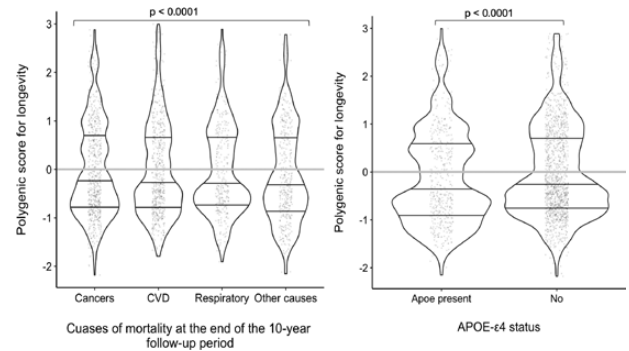 p < 0.0001
Polygenic score for longevity
3
2
1
0
-1
-2
Cancers CVD Respiratory Other causes
Cuases of mortality at the end of the 10-year
follow-up period
p < 0.0001
Polygenic score for longevity
3
2
1
0
-1
-2
Apoe present No
APOE-ε4 status